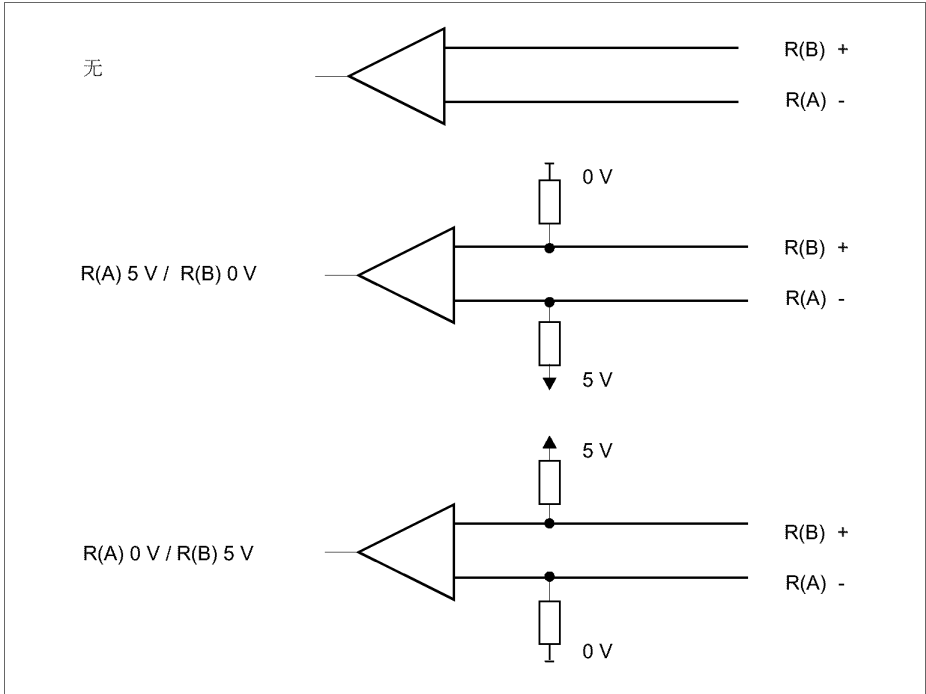 无
R(B) +
R(A) -
0 V
R(A) 5 V / R(B) 0 V
R(B) +
R(A) -
5 V
5 V
R(A) 0 V / R(B) 5 V
R(B) +
R(A) -
0 V